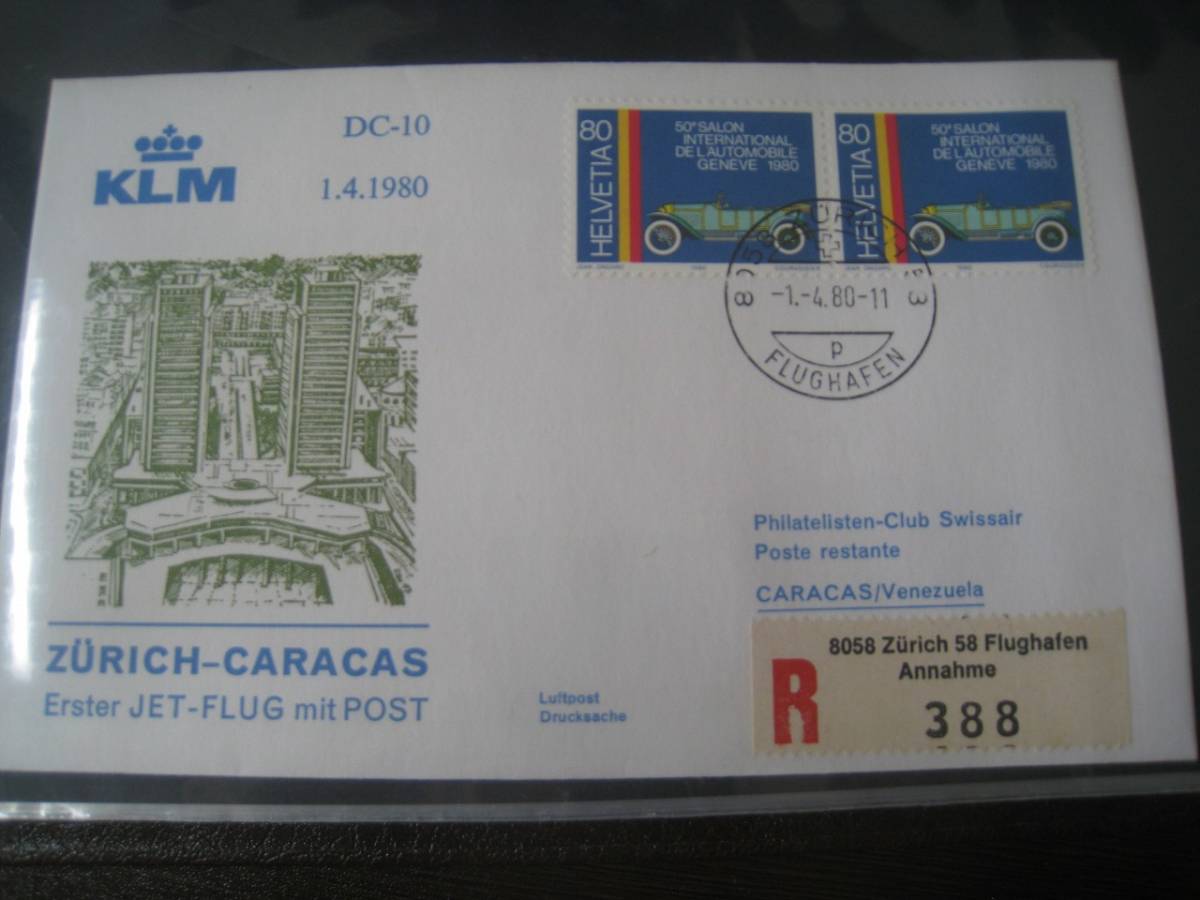 KLM
DC-10
1.4.1980
80
HELVETIA
50e SALON
INTERNATIONAL
DE L'AUTOMOBILE
GENEVE 1980
80
HELVETIA
50e SALON
INTERNATIONAL
DE L'AUTOMOBILE
GENEVE 1980
1980
-1.-4.80-11
p
FLUGHAFEN
Philatelisten-Club Swissair
Poste restante
CARACAS/Venezuela
ZÜRICH-CARACAS
Erster JET-FLUG mit POST
Luftpost
Drucksache
R
8058 Zürich 58 Flughafen
Annahme
388